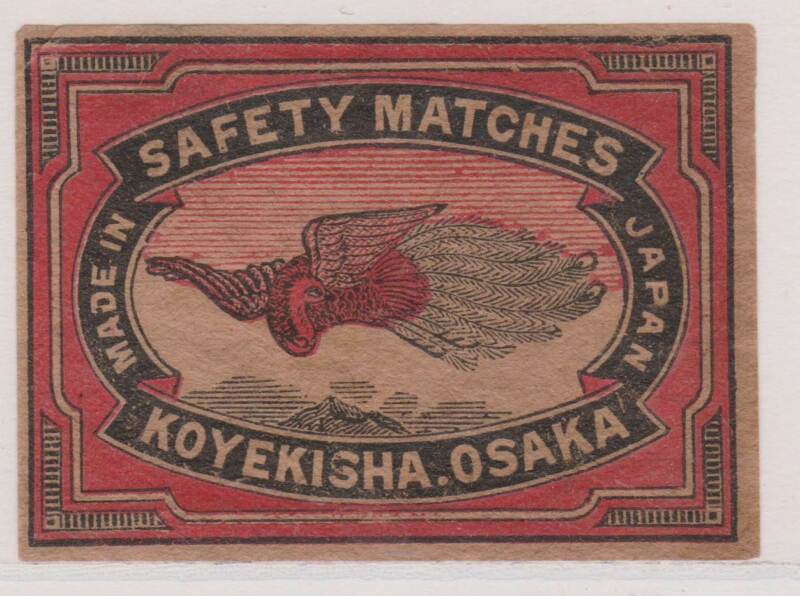 SAFETY MATCHES
MADE IN
JAPAN
KOYEKISHA. OSAKA